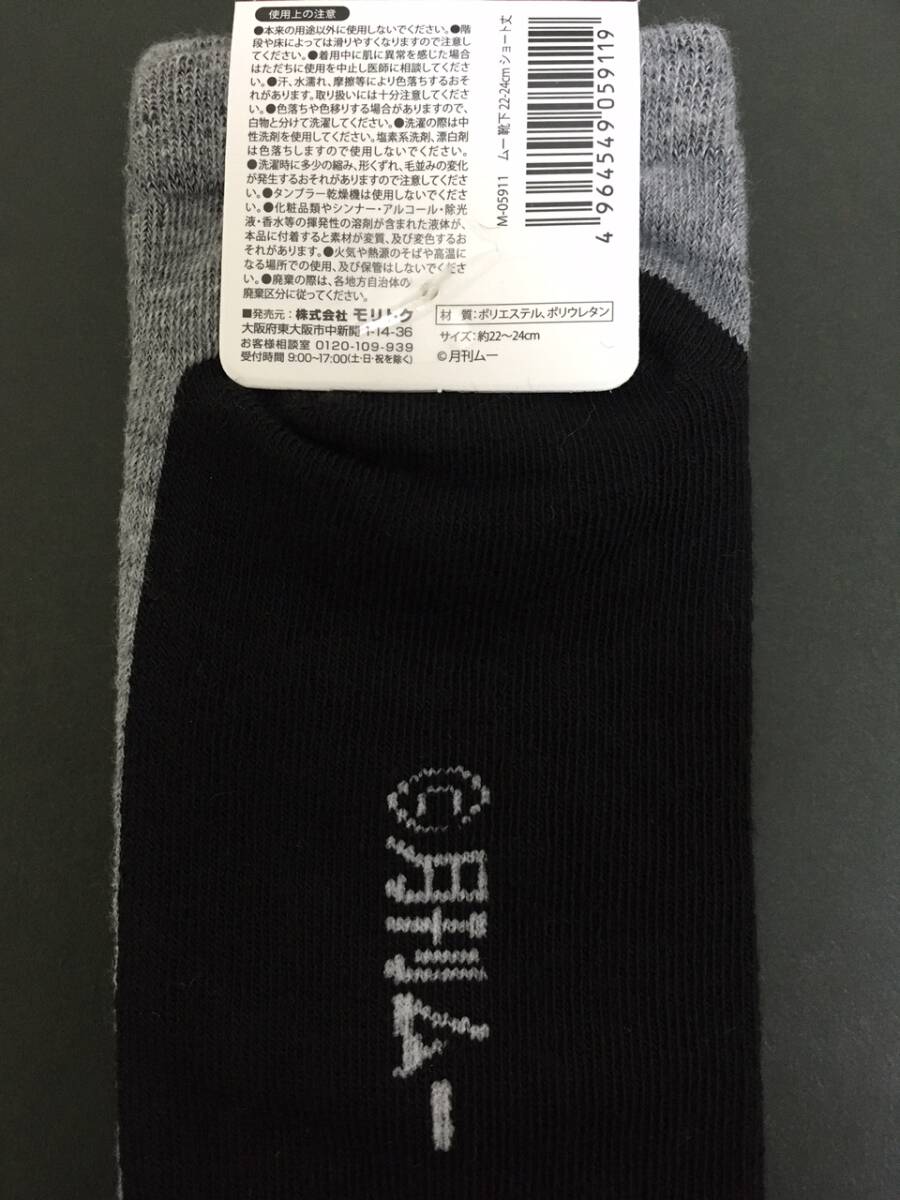 使用上の注意
●本来の用途以外に使用しないでください。●階
段や床によっては滑りやすくなりますので注意し
てください。●着用中に肌に異常を感じた場合
はただちに使用を中止し医師に相談してくださ
い。●汗、水濡れ、摩擦等により色落ちするおそ
れがあります。取り扱いには十分注意してくださ
い。●色落ちや色移りする場合がありますので、
白物と分けて洗濯してください。●洗濯の際は中
性洗剤を使用してください。塩素系洗剤、漂白剤
は色落ちしますので使用しないでください。
●洗濯時に多少の縮み、形くずれ、毛並みの変化
が発生するおそれがありますので注意してくださ
い。●タンブラー乾燥機は使用しないでくださ
い。●化粧品類やシンナー・アルコール・除光
液・香水等の揮発性の溶剤が含まれた液体が、
本品に付着すると素材が変質、及び変色するお
それがあります。●火気や熱源のそばや高温に
なる場所での使用、及び保管はしないでくださ
い。●廃棄の際は、各地方自治体の
廃棄区分に従ってください。
■発売元：株式会社 モリトク
大阪府東大阪市中新開 1-14-36
お客様相談室 0120-109-939
受付時間 9:00～17:00(土・日・祝を除く)
M-05911 ムー 靴下 22-24cm ショート丈
4 964549 059119
材 質：ポリエステル、ポリウレタン
サイズ：約22～24cm
©月刊ムー
©月刊ムー